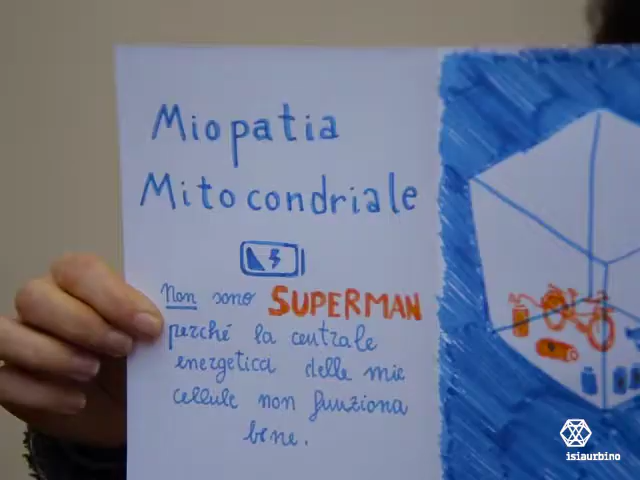 Miopatia
Mitocondriale
Non sono SUPERMAN
perché la centrale
energetica delle mie
cellule non funziona
bene.
isiaurbino